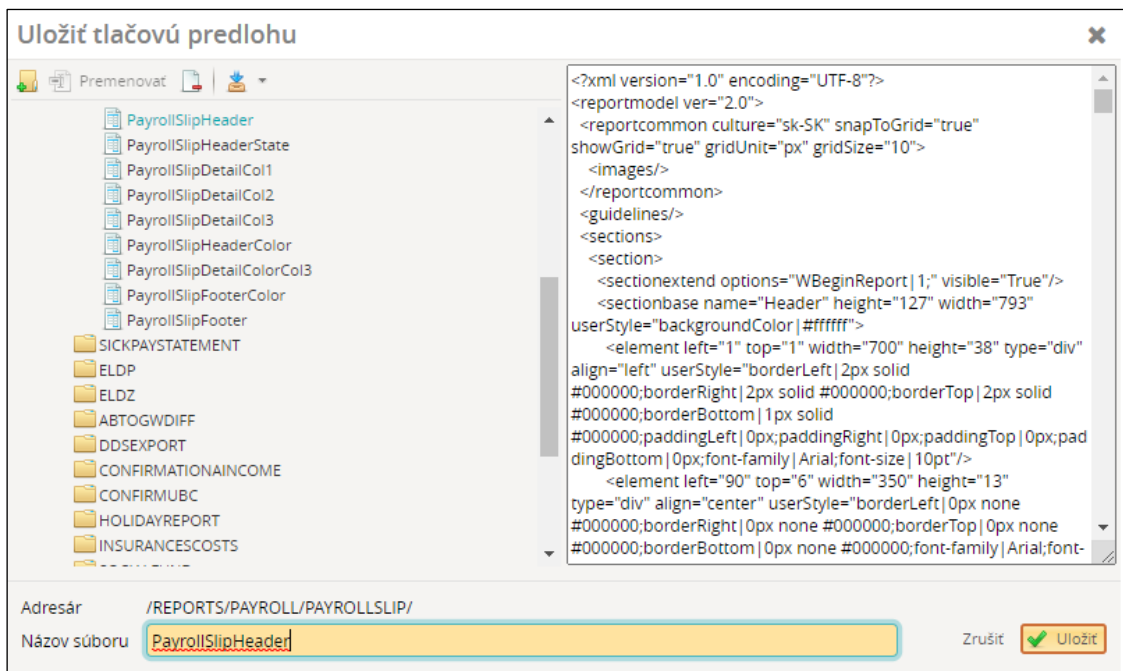 Uložiť tlačovú predlohu
Premenovať
PayrollSlipHeader
PayrollSlipHeaderState
PayrollSlipDetailCol1
PayrollSlipDetailCol2
PayrollSlipDetailCol3
PayrollSlipHeaderColor
PayrollSlipDetailColorCol3
PayrollSlipFooterColor
PayrollSlipFooter
SICKPAYSTATEMENT
ELDP
ELDZ
ABTOGWDIFF
DDSEXPORT
CONFIRMATIONAINCOME
CONFIRMUBC
HOLIDAYREPORT
INSURANCESCOSTS
<?xml version="1.0" encoding="UTF-8"?>
<reportmodel ver="2.0">
<reportcommon culture="sk-SK" snapToGrid="true"
showGrid="true" gridUnit="px" gridSize="10">
<images/>
</reportcommon>
<guidelines/>
<sections>
<section>
<sectionextend options="WBeginReport|1;" visible="True"/>
<sectionbase name="Header" height="127" width="793"
userStyle="backgroundColor|#ffffff">
<element left="1" top="1" width="700" height="38" type="div"
align="left" userStyle="borderLeft|2px solid
#000000;borderRight|2px solid #000000;borderTop|2px solid
#000000;borderBottom|1px solid
#000000;paddingLeft|0px;paddingRight|0px;paddingTop|0px;pad
dingBottom|0px;font-family|Arial;font-size|10pt"/>
<element left="90" top="6" width="350" height="13"
type="div" align="center" userStyle="borderLeft|0px none
#000000;borderRight|0px none #000000;borderTop|0px none
#000000;borderBottom|0px none #000000;font-family|Arial;font-
Adresár /REPORTS/PAYROLL/PAYROLLSLIP/
Názov súboru PayrollSlipHeader
Zrušiť Uložiť